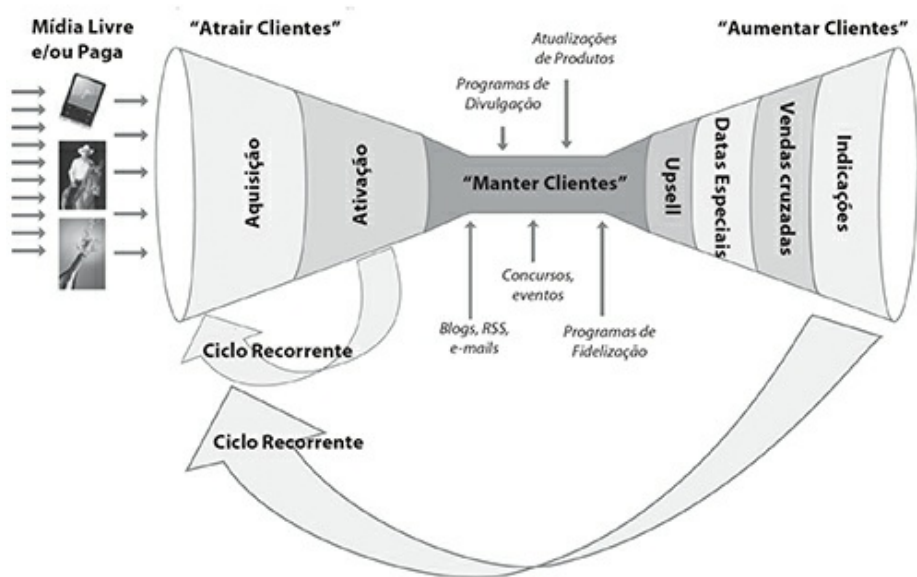 Mídia Livre
e/ou Paga
“Atrair Clientes”
Aquisição
Ativação
Programas de
Divulgação
Atualizações
de Produtos
“Manter Clientes”
Blogs, RSS,
e-mails
Concursos,
eventos
Programas de
Fidelização
“Aumentar Clientes”
Upsell
Datas Especiais
Vendas cruzadas
Indicações
Ciclo Recorrente
Ciclo Recorrente